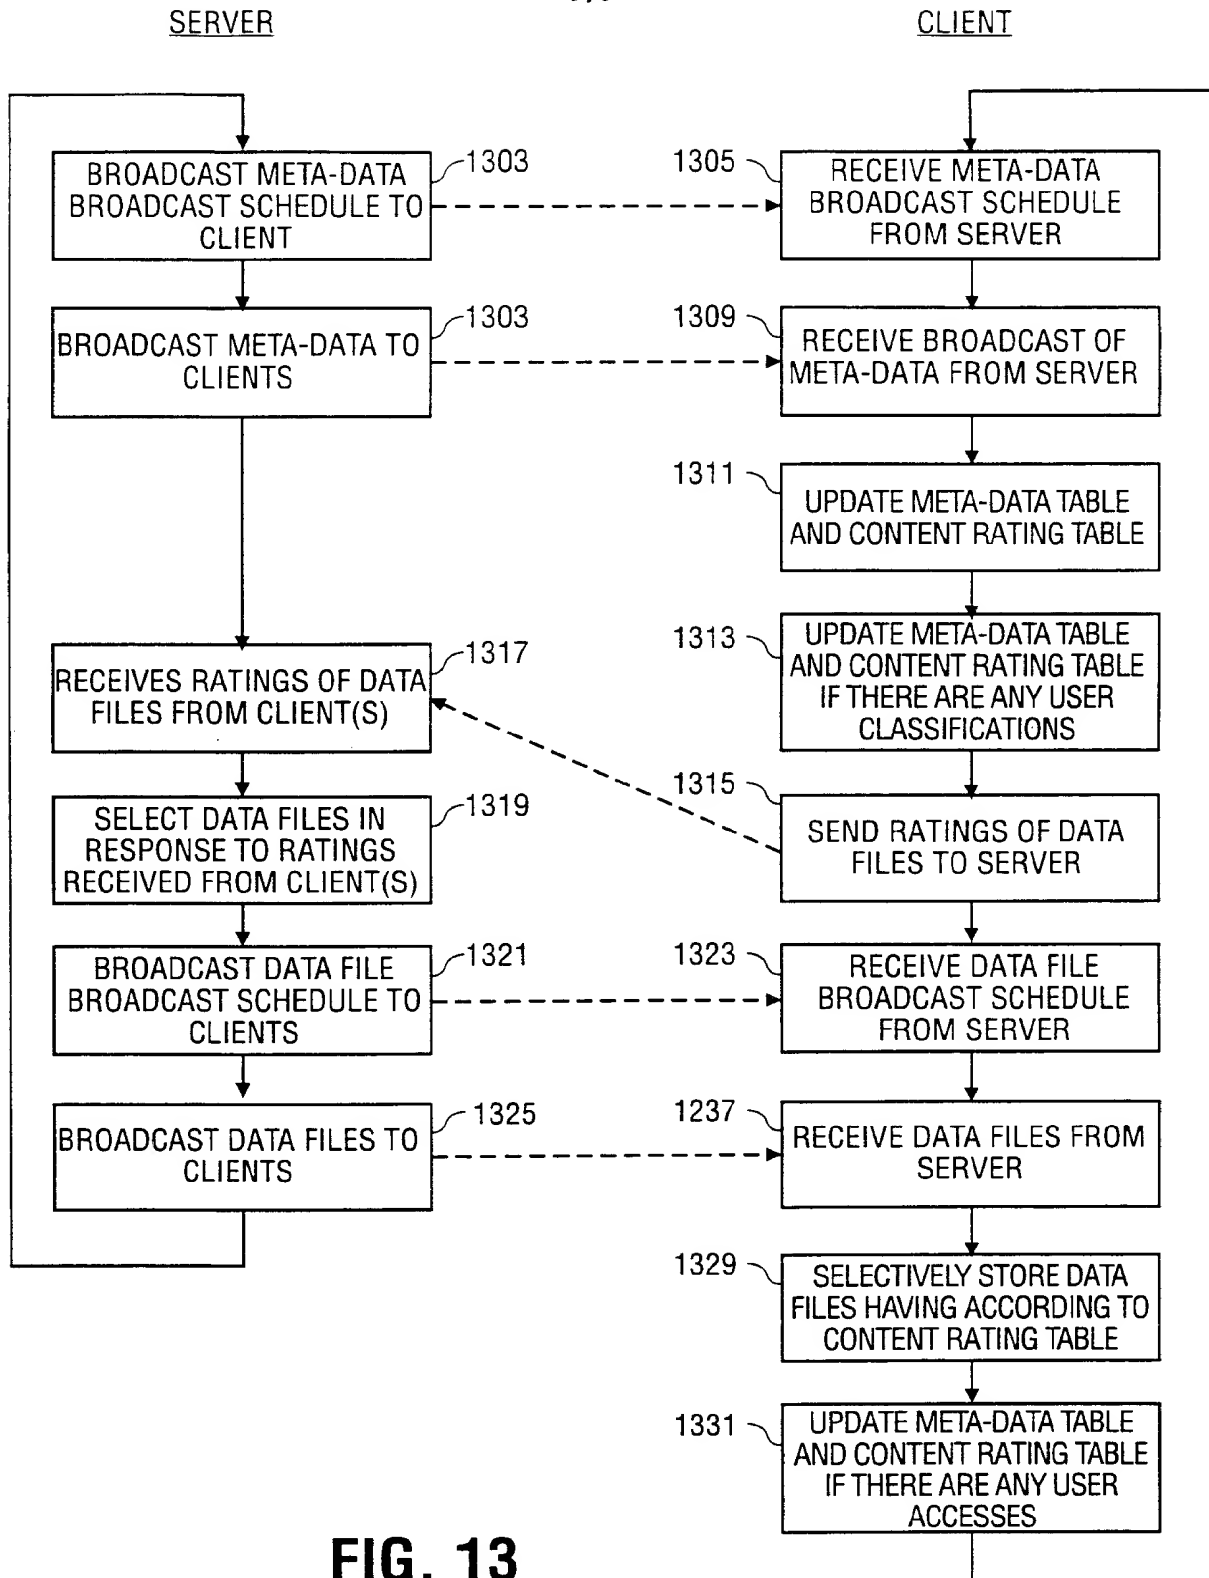 SERVER
CLIENT
BROADCAST META-DATA
BROADCAST SCHEDULE TO
CLIENT
1303
1305
RECEIVE META-DATA
BROADCAST SCHEDULE
FROM SERVER
BROADCAST META-DATA TO
CLIENTS
1303
1309
RECEIVE BROADCAST OF
META-DATA FROM SERVER
1311
UPDATE META-DATA TABLE
AND CONTENT RATING TABLE
1313
UPDATE META-DATA TABLE
AND CONTENT RATING TABLE
IF THERE ARE ANY USER
CLASSIFICATIONS
RECEIVES RATINGS OF DATA
FILES FROM CLIENT(S)
1317
1315
SEND RATINGS OF DATA
FILES TO SERVER
SELECT DATA FILES IN
RESPONSE TO RATINGS
RECEIVED FROM CLIENT(S)
1319
BROADCAST DATA FILE
BROADCAST SCHEDULE TO
CLIENTS
1321
1323
RECEIVE DATA FILE
BROADCAST SCHEDULE
FROM SERVER
BROADCAST DATA FILES TO
CLIENTS
1325
1237
RECEIVE DATA FILES FROM
SERVER
1329
SELECTIVELY STORE DATA
FILES HAVING ACCORDING TO
CONTENT RATING TABLE
1331
UPDATE META-DATA TABLE
AND CONTENT RATING TABLE
IF THERE ARE ANY USER
ACCESSES
FIG. 13